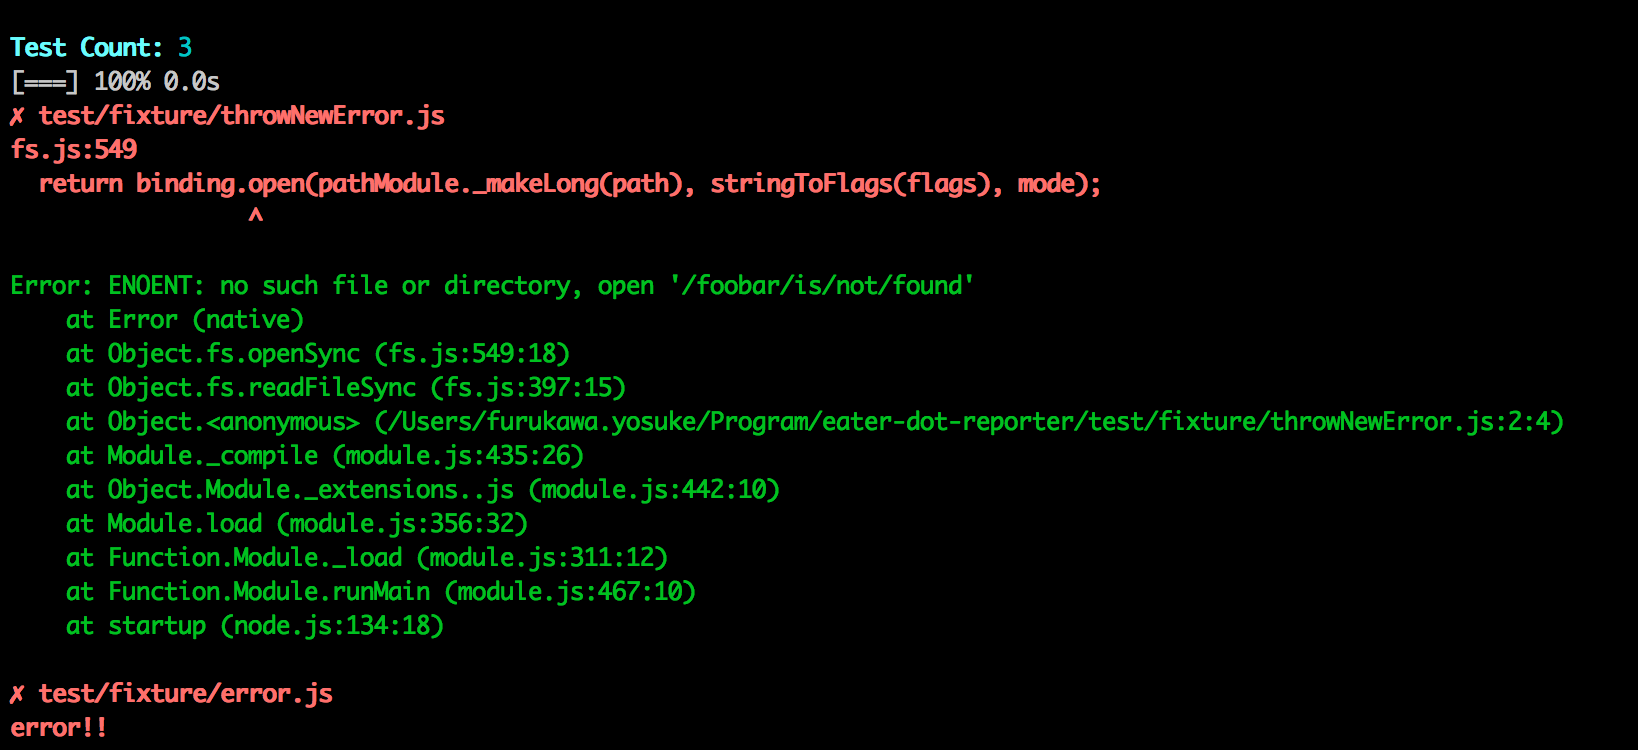 Test Count: 3
[===] 100% 0.0s
✗ test/fixture/throwNewError.js
fs.js:549
  return binding.open(pathModule._makeLong(path), stringToFlags(flags), mode);
                 ^
Error: ENOENT: no such file or directory, open '/foobar/is/not/found'
    at Error (native)
    at Object.fs.openSync (fs.js:549:18)
    at Object.fs.readFileSync (fs.js:397:15)
    at Object.<anonymous> (/Users/furukawa.yosuke/Program/eater-dot-reporter/test/fixture/throwNewError.js:2:4)
    at Module._compile (module.js:435:26)
    at Object.Module._extensions..js (module.js:442:10)
    at Module.load (module.js:356:32)
    at Function.Module._load (module.js:311:12)
    at Function.Module.runMain (module.js:467:10)
    at startup (node.js:134:18)
✗ test/fixture/error.js
error!!